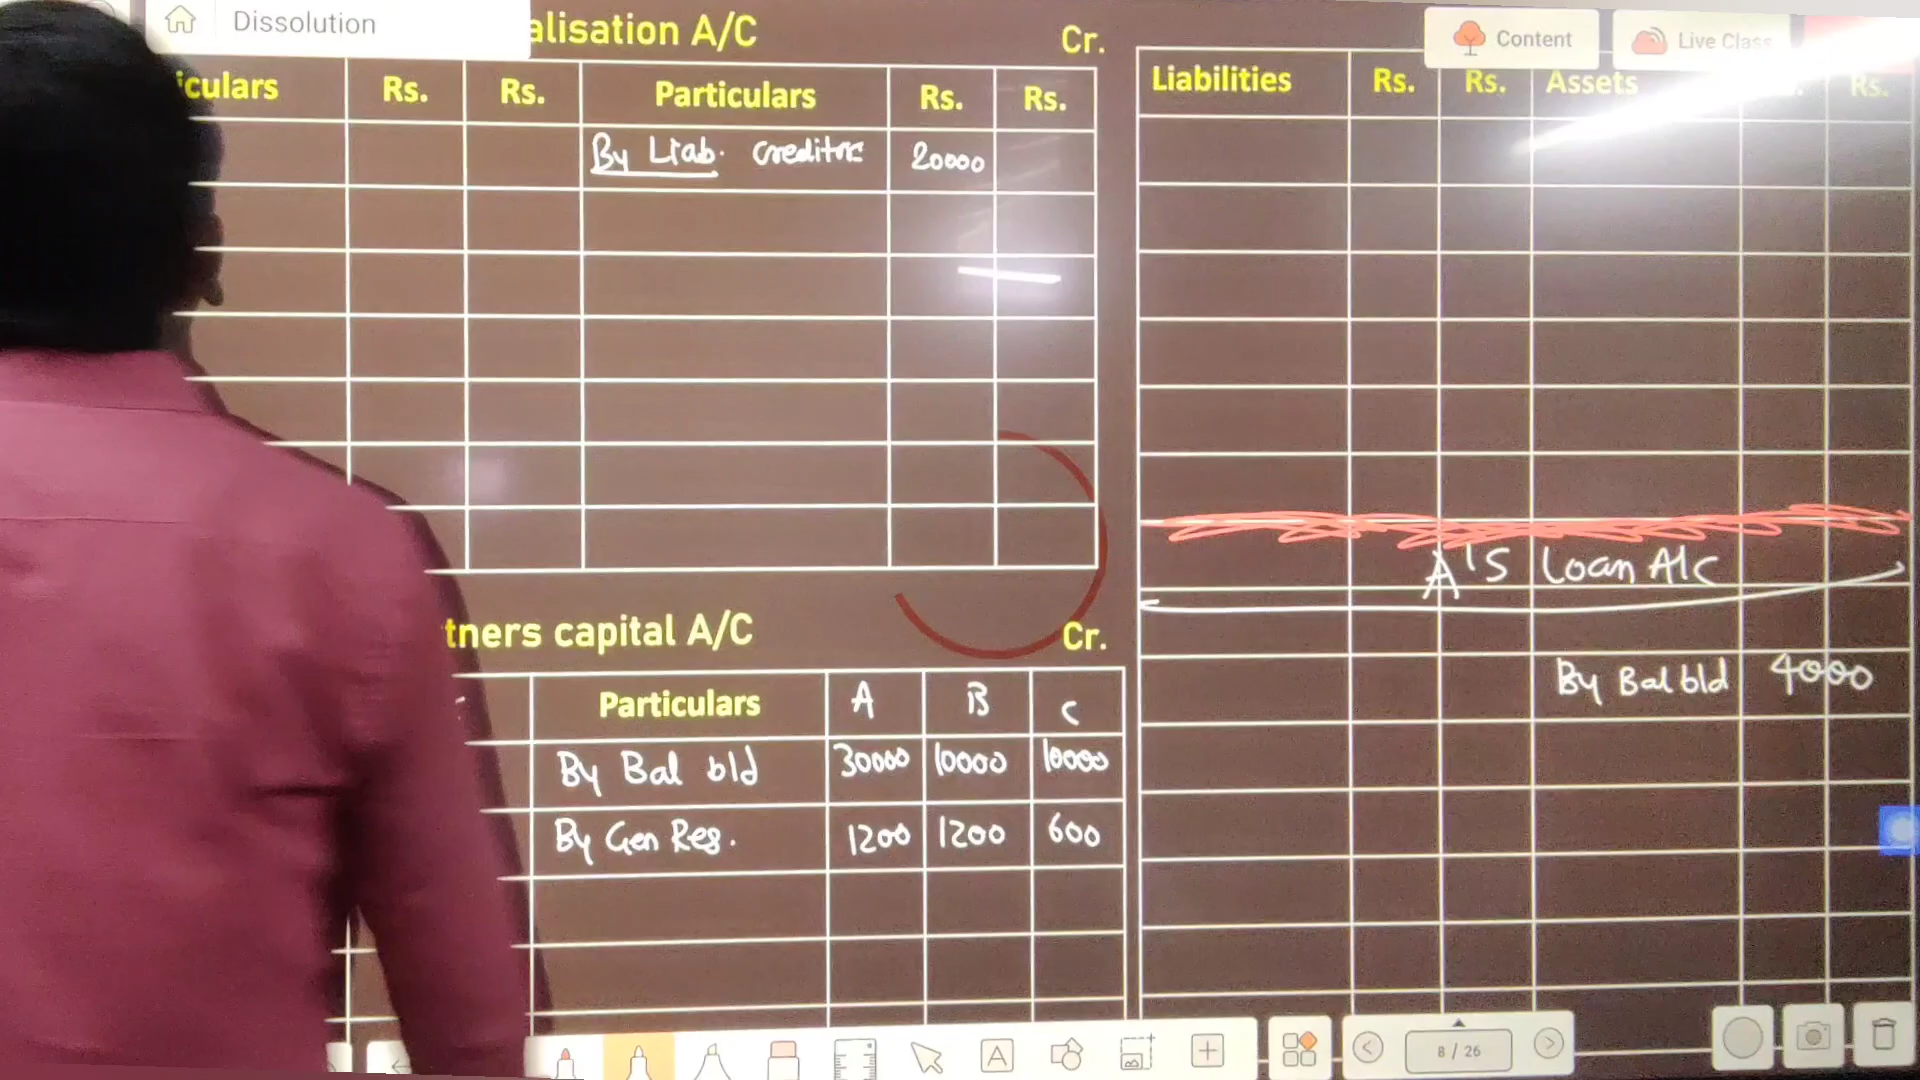 Dissolution
alisation A/C
Cr.
iculars Rs. Rs. Particulars Rs. Rs.
By Liab. Creditors 20000
tners capital A/C
Cr.
Particulars A B C
By Bal b/d 30000 10000 10000
By Gen Res. 1200 1200 600
Content
Live Class
Liabilities Rs. Rs. Assets Rs.
A'S Loan A/C
By Bal b/d 4000
A
8 / 26